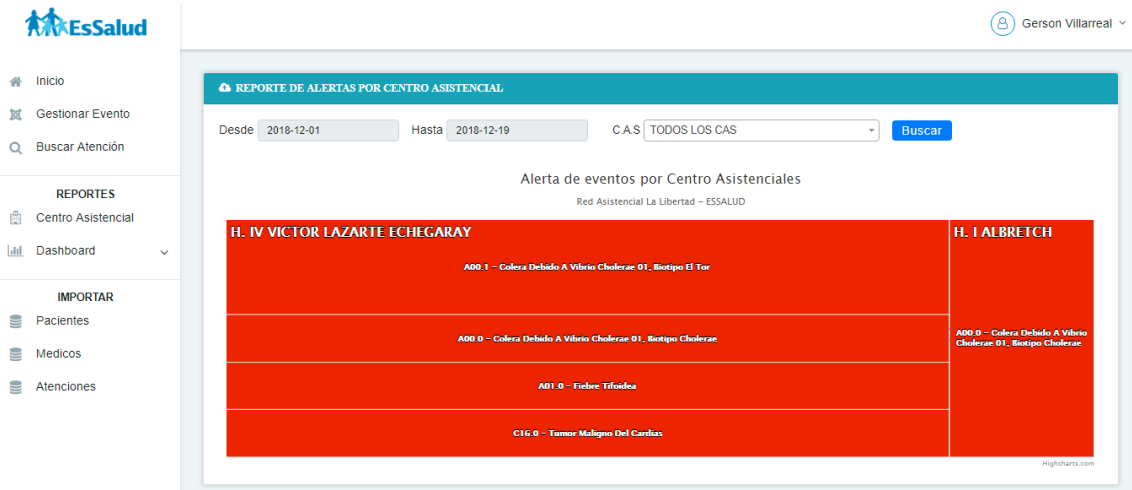 EsSalud
Gerson Villarreal
Inicio
Gestionar Evento
Buscar Atención
REPORTES
Centro Asistencial
Dashboard
IMPORTAR
Pacientes
Medicos
Atenciones
REPORTE DE ALERTAS POR CENTRO ASISTENCIAL
Desde 2018-12-01 Hasta 2018-12-19 C.A.S TODOS LOS CAS Buscar
Alerta de eventos por Centro Asistenciales
Red Asistencial La Libertad - ESSALUD
H. IV VICTOR LAZARTE ECHEGARAY
A00.1 - Colera Debido A Vibrio Cholerae 01, Biotipo El Tor
A00.0 - Colera Debido A Vibrio Cholerae 01, Biotipo Cholerae
A01.0 - Fiebre Tifoidea
C16.0 - Tumor Maligno Del Cardias
H. I ALBRETCH
A00.0 - Colera Debido A Vibrio
Cholerae 01, Biotipo Cholerae
Highcharts.com